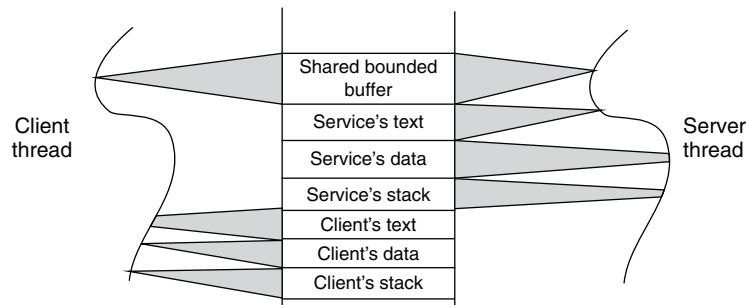 Client
thread
Shared bounded
buffer
Service's text
Service's data
Service's stack
Client's text
Client's data
Client's stack
Server
thread